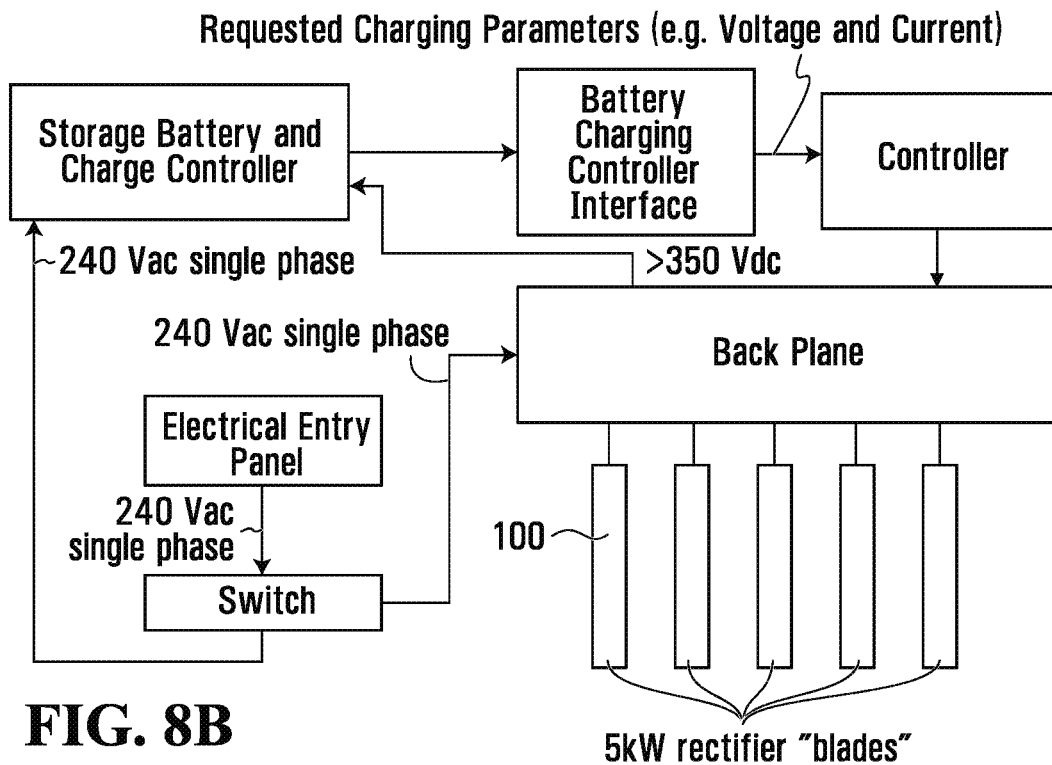 Requested Charging Parameters (e.g. Voltage and Current)
Storage Battery and
Charge Controller
Battery
Charging
Controller
Interface
Controller
240 Vac single phase
>350 Vdc
240 Vac single phase
Back Plane
Electrical Entry
Panel
240 Vac
single phase
100
Switch
FIG. 8B
5kW rectifier "blades"